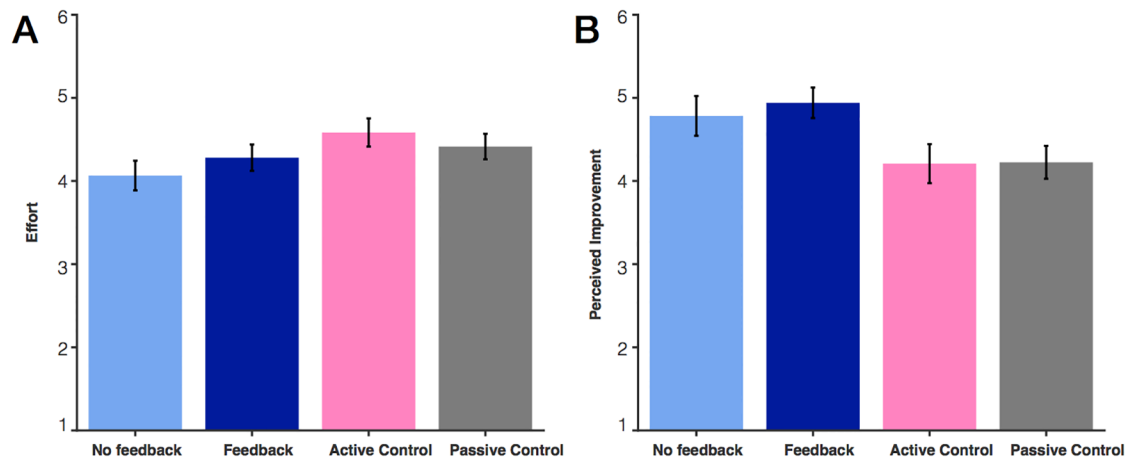 A
6
5
4
3
2
1
Effort
No feedback
Feedback
Active Control
Passive Control
B
6
5
4
3
2
1
Perceived Improvement
No feedback
Feedback
Active Control
Passive Control